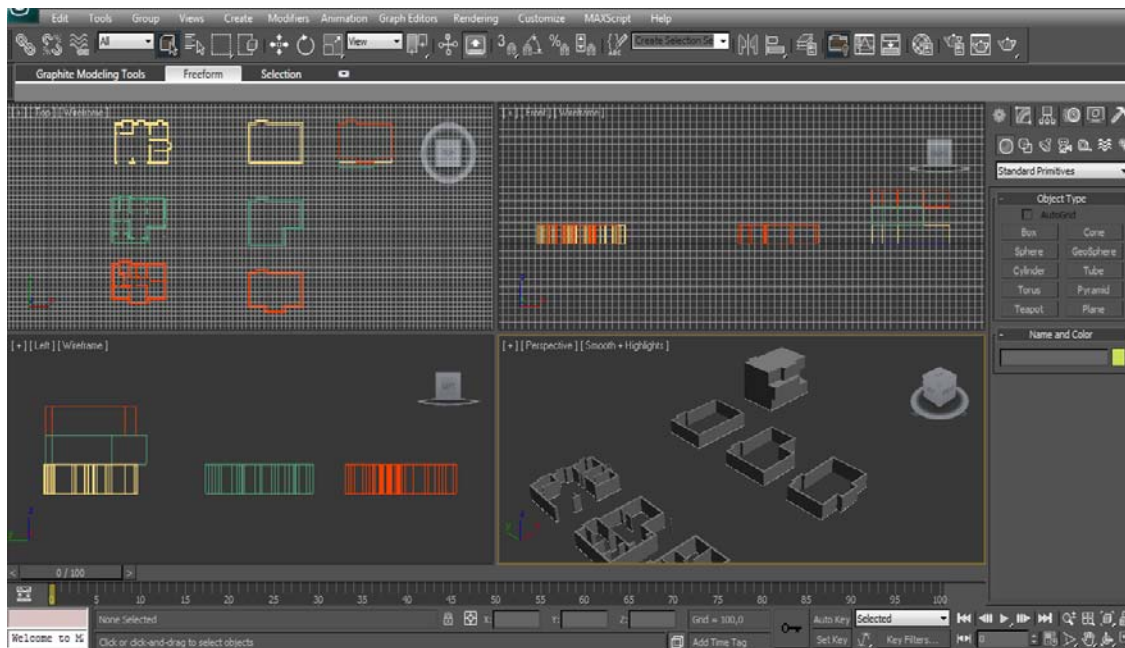 Edit Tools Group Views Create Modifiers Animation Graph Editors Rendering Customize MAXScript Help
All View 3 % Create Selection Se
Graphite Modeling Tools Freeform Selection
[ + ] [ Top ] [ Wireframe ]
[ + ] [ Front ] [ Wireframe ]
Standard Primitives
- Object Type
AutoGrid
Box Cone
Sphere GeoSphere
Cylinder Tube
Torus Pyramid
Teapot Plane
- Name and Color
[ + ] [ Left ] [ Wireframe ]
[ + ] [ Perspective ] [ Smooth + Highlights ]
< 0 / 100 >
0 5 10 15 20 25 30 35 40 45 50 55 60 65 70 75 80 85 90 95 100
None Selected X: Y: Z: Grid = 100,0 Auto Key Selected
Welcome to M Click or click-and-drag to select objects Add Time Tag Set Key Key Filters... 0